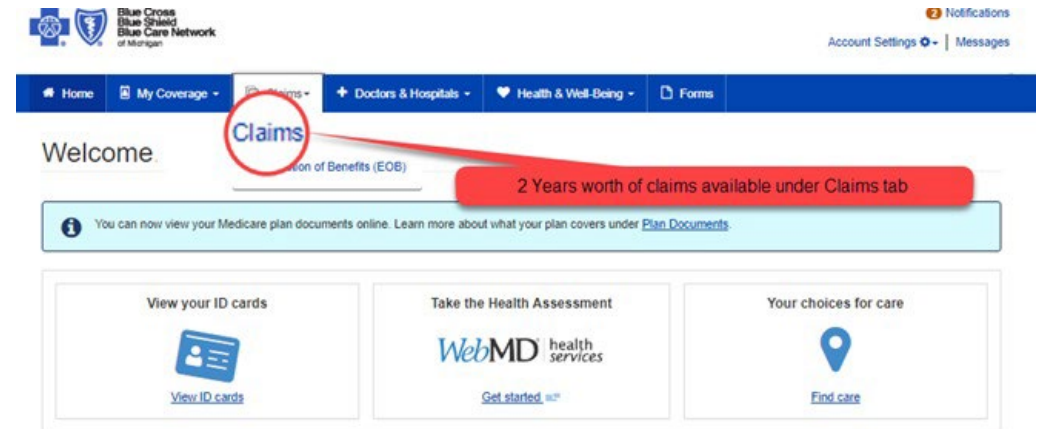 Blue Cross
Blue Shield
Blue Care Network
of Michigan
2 Notifications
Account Settings | Messages
Home My Coverage Claims Doctors & Hospitals Health & Well-Being Forms
Claims
Welcome.
of Benefits (EOB)
2 Years worth of claims available under Claims tab
You can now view your Medicare plan documents online. Learn more about what your plan covers under Plan Documents.
View your ID cards Take the Health Assessment Your choices for care
WebMD health services
View ID cards Get started Find care